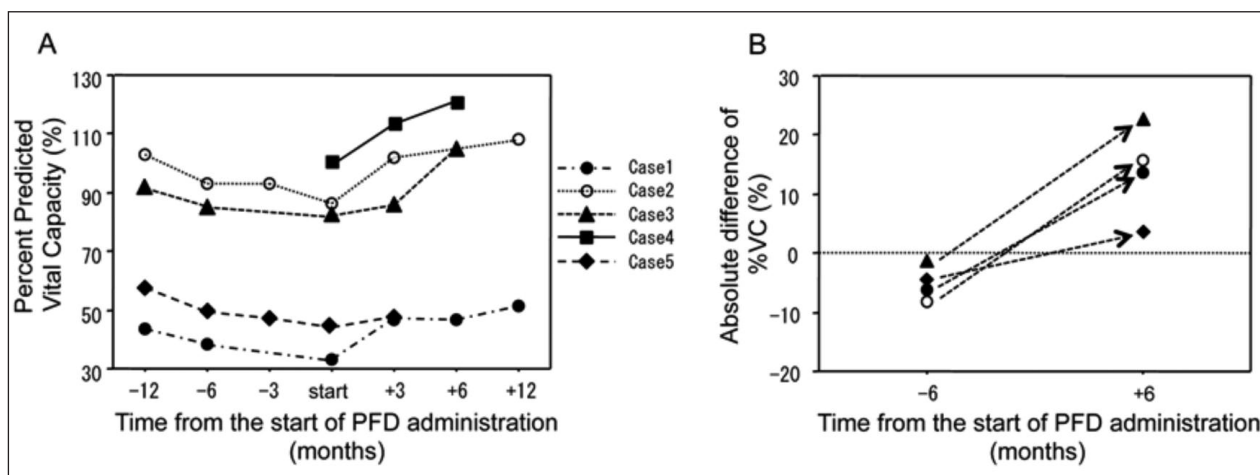 A
Percent Predicted
Vital Capacity (%)
130
110
90
70
50
30
−12
−6
−3
start
+3
+6
+12
Time from the start of PFD administration
(months)
Case1
Case2
Case3
Case4
Case5
B
Absolute difference of
%VC (%)
30
20
10
0
−10
−20
−6
+6
Time from the start of PFD administration
(months)